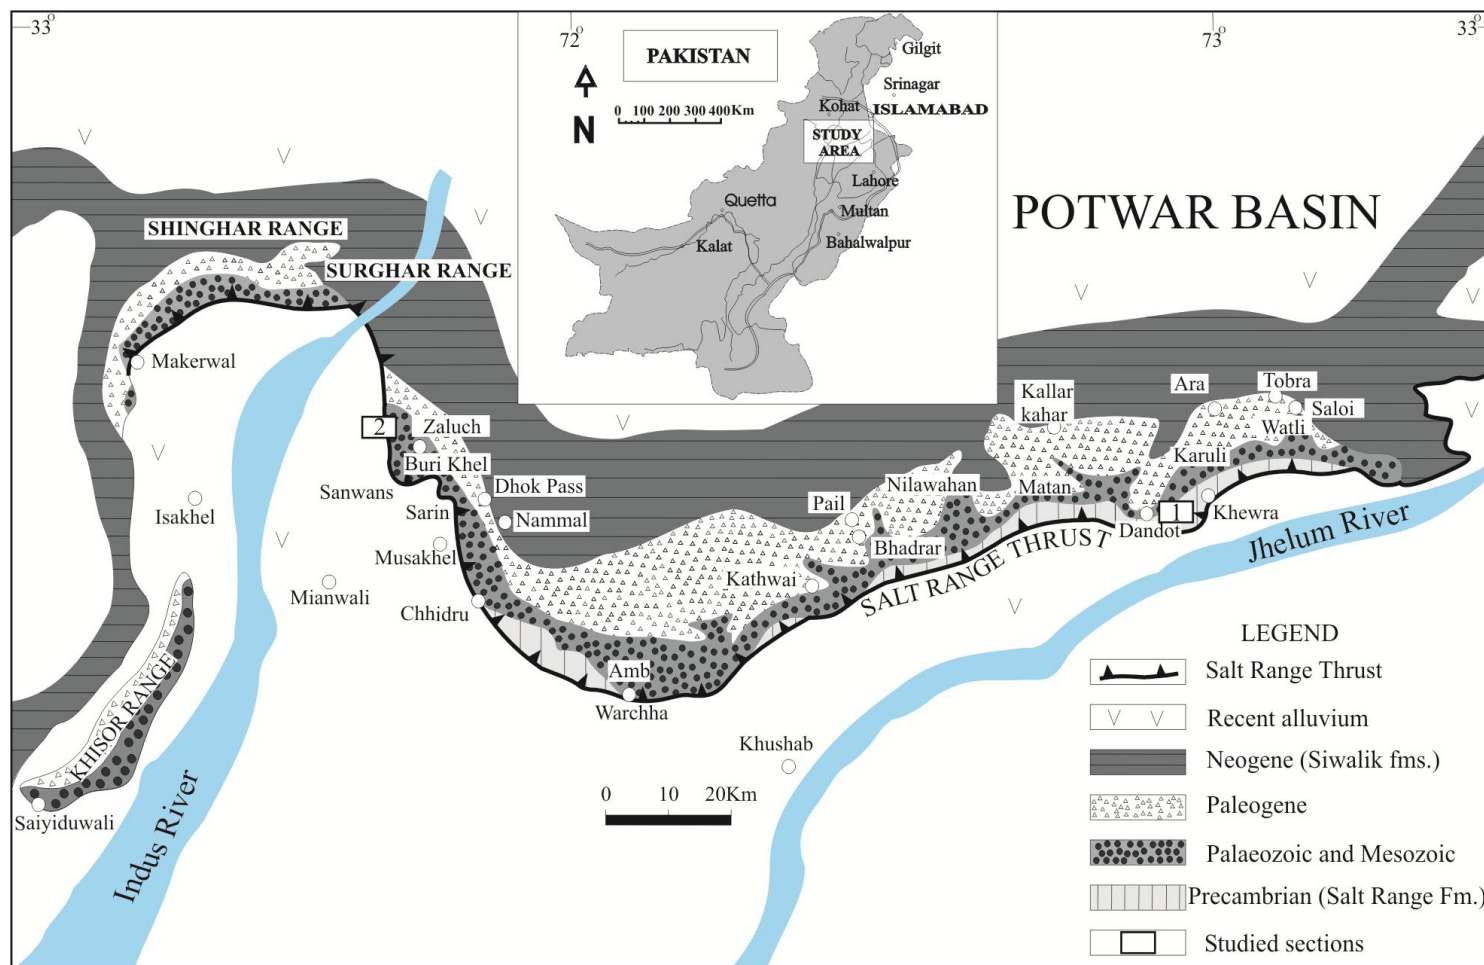 33°
72°
73°
33°
PAKISTAN
0 100 200 300 400Km
N
Gilgit
Srinagar
Kohat
ISLAMABAD
STUDY
AREA
Lahore
Quetta
Multan
Kalat
Bahalwalpur
POTWAR BASIN
SHINGHAR RANGE
SURGHAR RANGE
Makerwal
2
Zaluch
Buri Khel
Sanwans
Dhok Pass
Sarin
Nammal
Isakhel
Musakhel
Mianwali
Chhidru
Kallar
kahar
Ara
Tobra
Saloi
Watli
Karuli
Nilawahan
Matan
Pail
Bhadrar
Kathwai
Dandot
1
Khewra
SALT RANGE THRUST
Jhelum River
Amb
Warchha
Khushab
KHISOR RANGE
Saiyiduwali
Indus River
0 10 20Km
LEGEND
Salt Range Thrust
Recent alluvium
Neogene (Siwalik fms.)
Paleogene
Palaeozoic and Mesozoic
Precambrian (Salt Range Fm.)
Studied sections